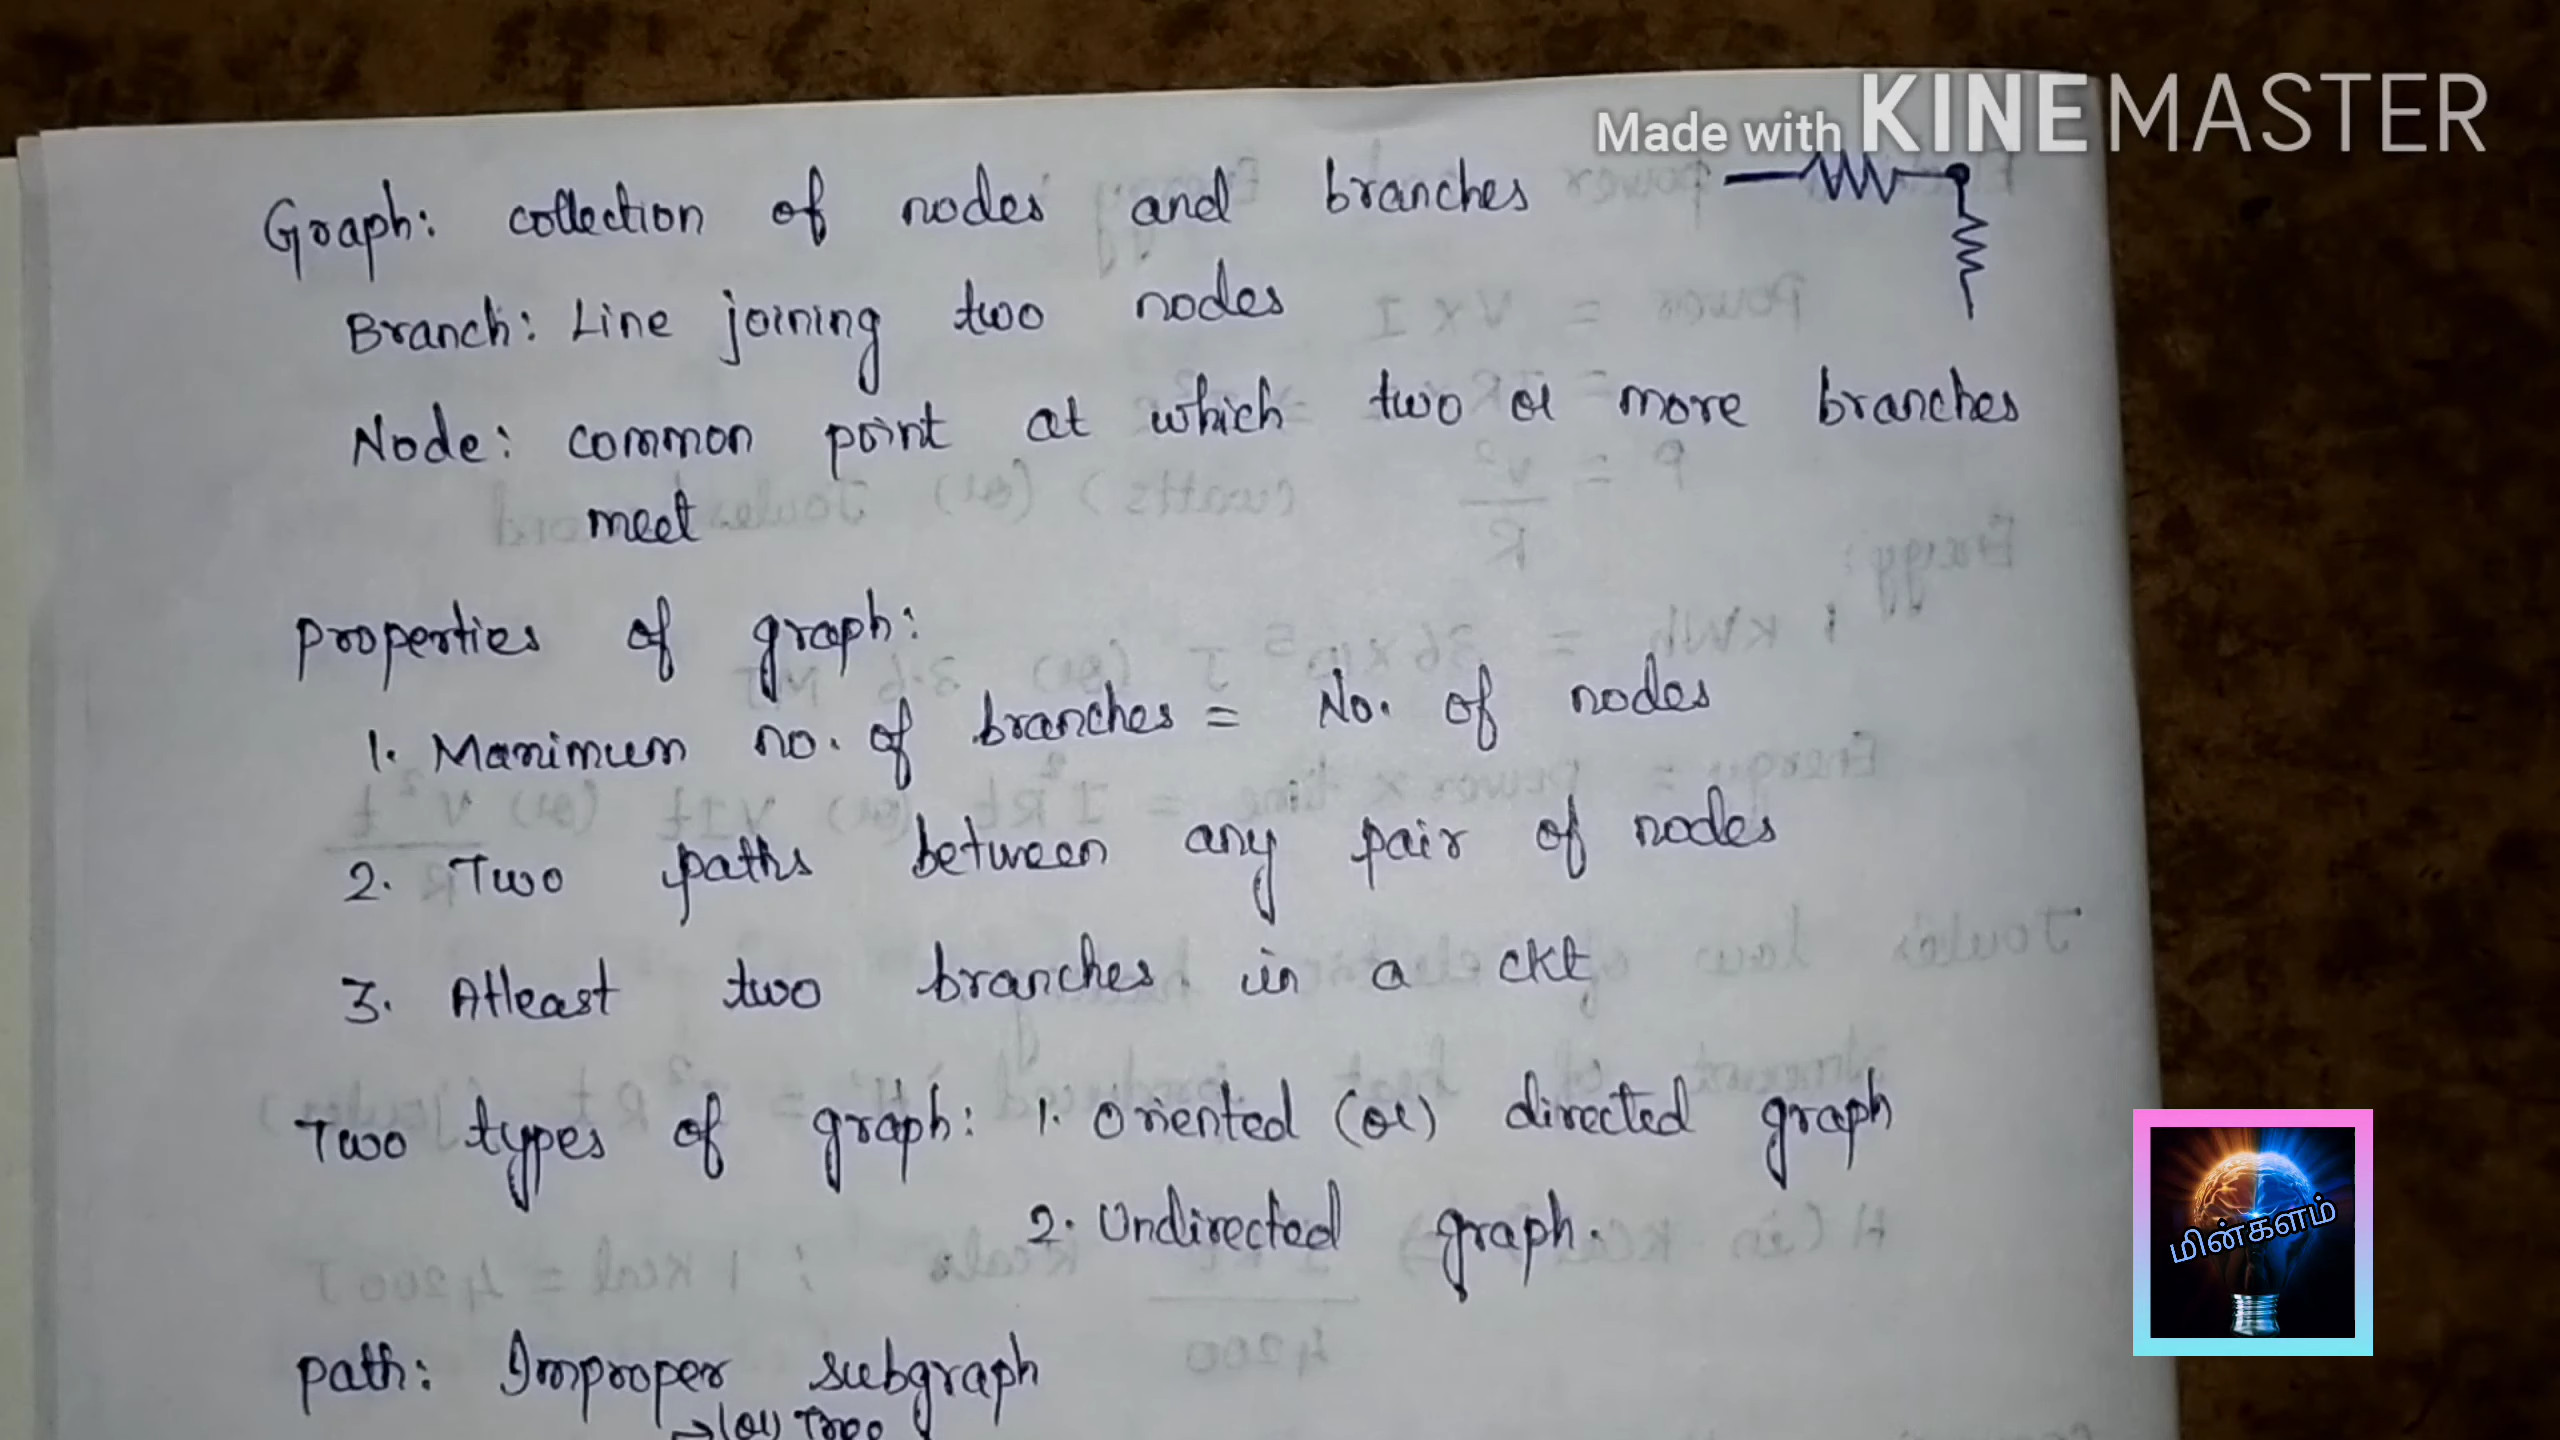 Made with KINEMASTER
Graph: collection of nodes and branches
Branch: Line joining two nodes
Node: common point at which two or more branches
meet
properties of graph:
1. Maximum no. of branches = No. of nodes
2. Two paths between any pair of nodes
3. Atleast two branches in a ckt
Two types of graph: 1. Oriented (or) directed graph
2. Undirected graph.
மின்களம்
path: Improper subgraph
→ (or) Tree